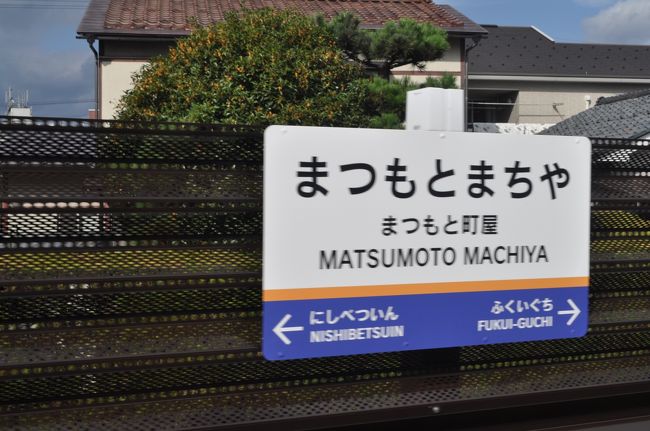 まつもとまちや
まつもと町屋
MATSUMOTO MACHIYA
にしべついん
NISHIBETSUIN
ふくいぐち
FUKUI-GUCHI